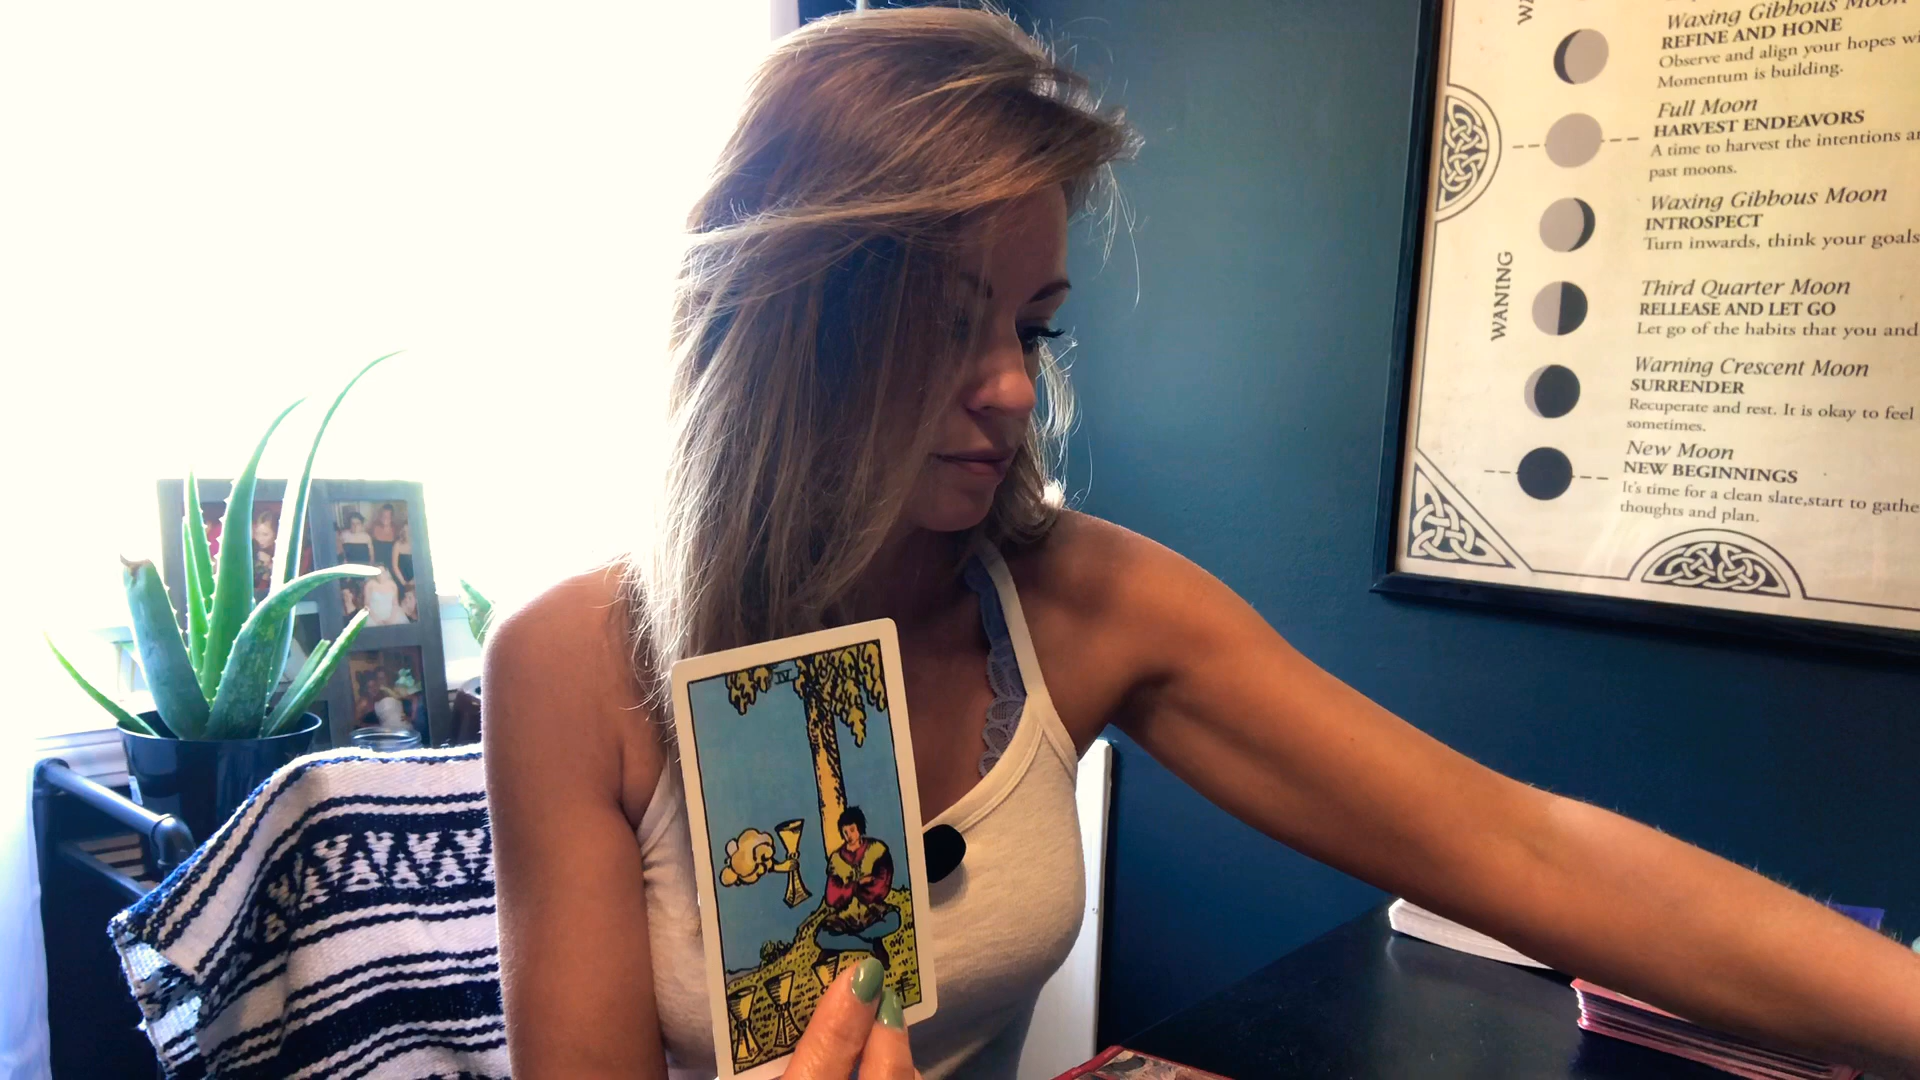 Waxing Gibbous Moon
REFINE AND HONE
Observe and align your hopes
Momentum is building.
Full Moon
HARVEST ENDEAVORS
A time to harvest the intentions
past moons.
Waxing Gibbous Moon
INTROSPECT
Turn inwards, think your goals
WANING
Third Quarter Moon
RELLEASE AND LET GO
Let go of the habits that you and
Warning Crescent Moon
SURRENDER
Recuperate and rest. It is okay to feel
sometimes.
New Moon
NEW BEGINNINGS
It's time for a clean slate,start to
thoughts and plan.
IV